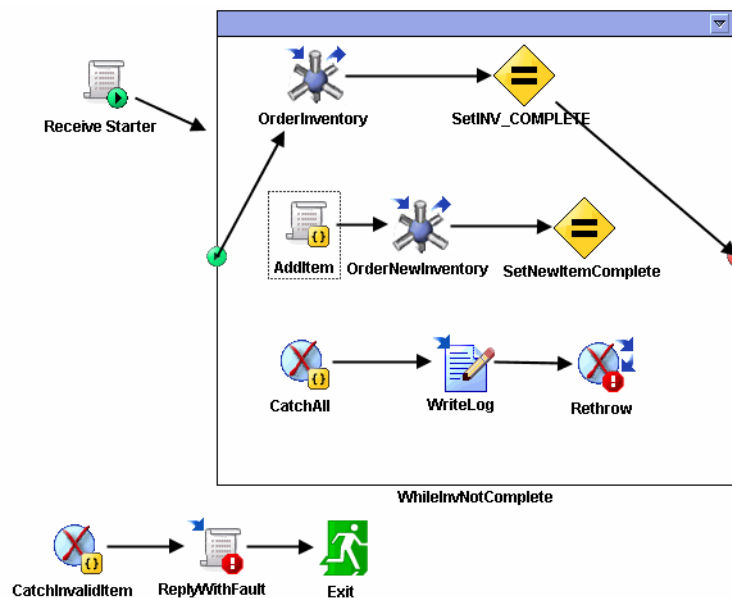 Receive Starter
OrderInventory
SetINV_COMPLETE
AddItem
OrderNewInventory
SetNewItemComplete
CatchAll
WriteLog
Rethrow
WhileInvNotComplete
CatchInvalidItem
ReplyWithFault
Exit